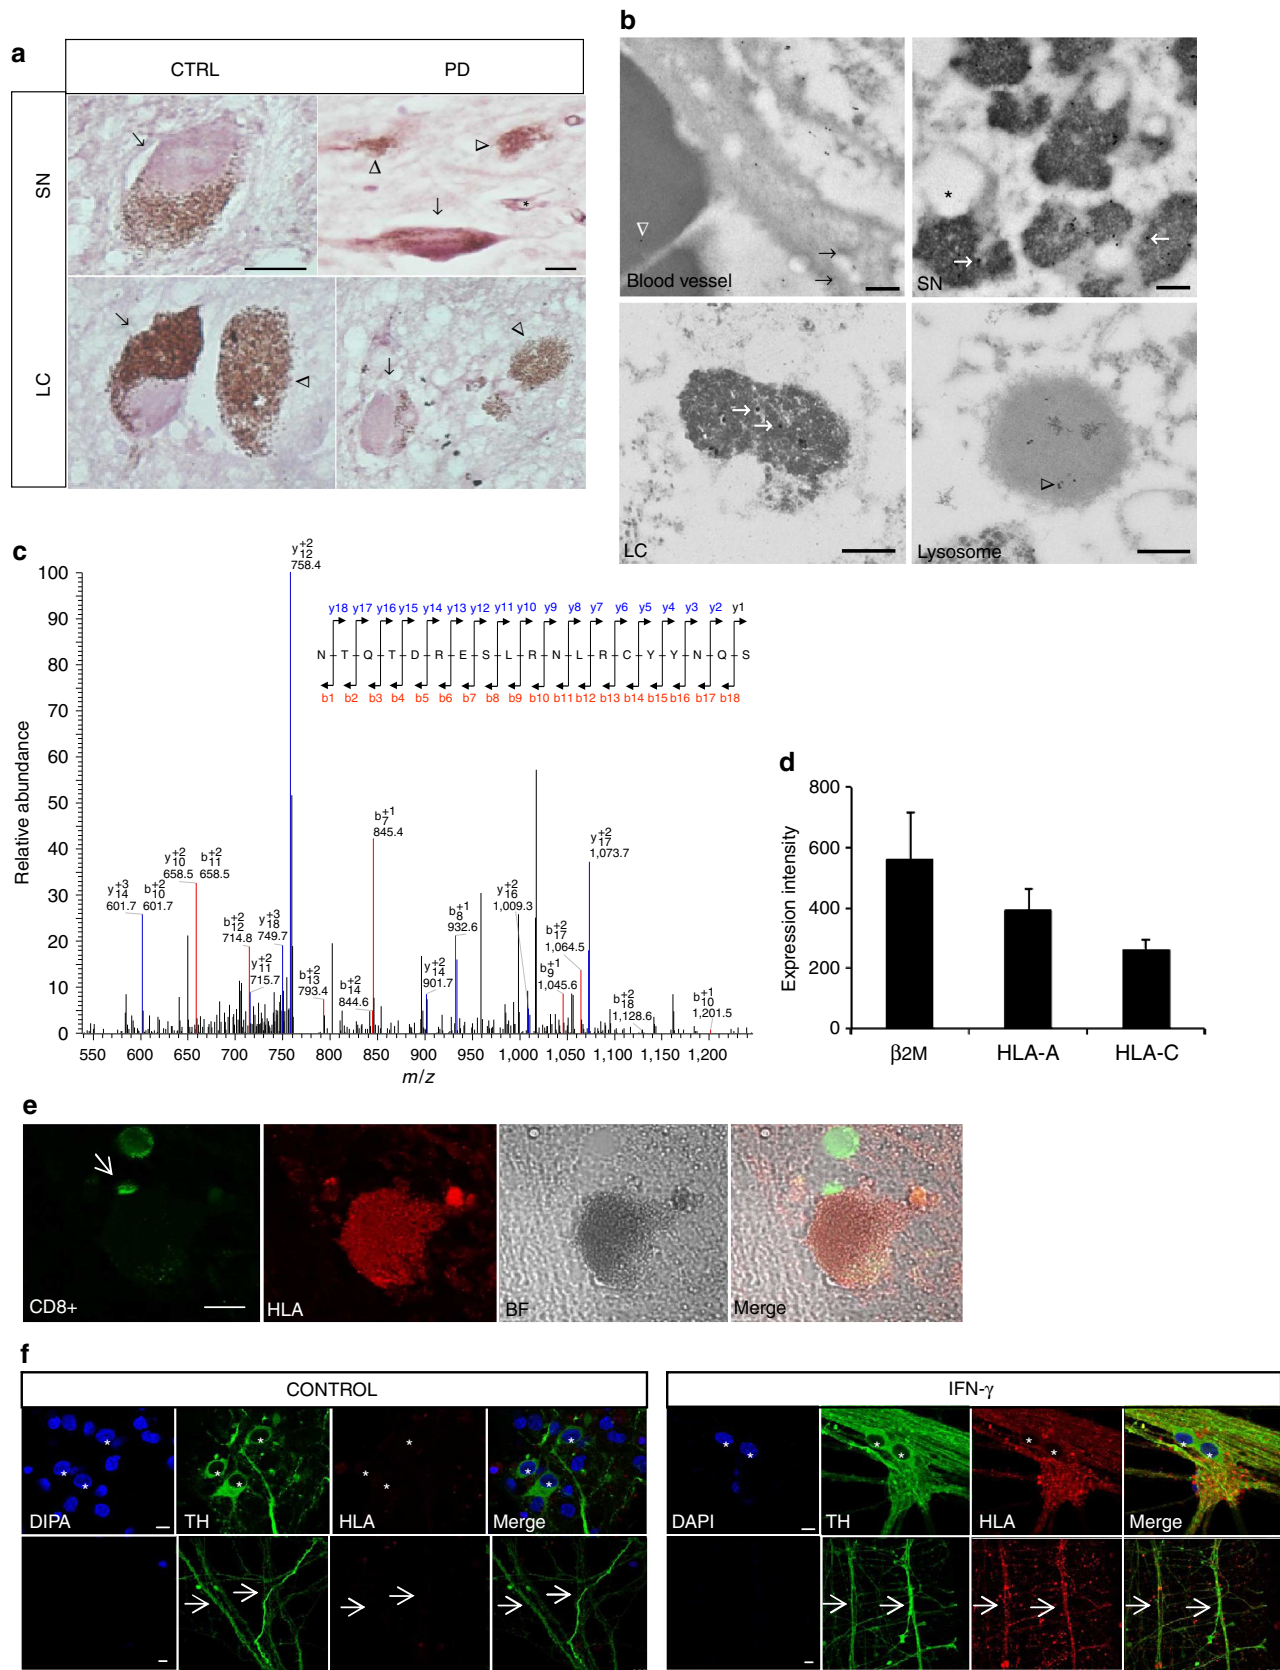 a
CTRL PD
SN
LC
*
b
Blood vessel
SN
*
LC
Lysosome
c
Relative abundance
100
90
80
70
60
50
40
30
20
10
0
550 600 650 700 750 800 850 900 950 1,000 1,050 1,100 1,150 1,200
m/z
y18 y17 y16 y15 y14 y13 y12 y11 y10 y9 y8 y7 y6 y5 y4 y3 y2 y1
N T Q T D R E S L R N L R C Y Y N Q S
b1 b2 b3 b4 b5 b6 b7 b8 b9 b10 b11 b12 b13 b14 b15 b16 b17 b18
y+2 12 758.4
y+3 14 601.7
b+2 10 601.7
y+2 10 658.5
b+2 11 658.5
b+2 12 714.8
y+3 18 749.7
y+2 11 715.7
b+2 13 793.4
b+2 14 844.6
b+1 7 845.4
y+2 14 901.7
b+1 8 932.6
y+2 16 1,009.3
b+2 17 1,064.5
b+1 9 1,045.6
y+2 17 1,073.7
b+2 18 1,128.6
b+1 10 1,201.5
d
Expression intensity
800
600
400
200
0
β2M HLA-A HLA-C
e
CD8+ HLA BF Merge
f
CONTROL
DIPA TH HLA Merge
IFN-γ
DAPI TH HLA Merge